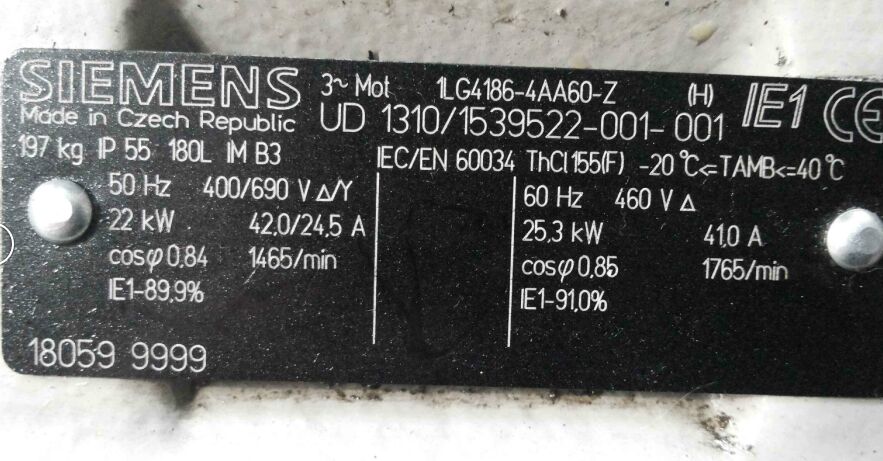 SIEMENS 3~ Mot 1LG4186-4AA60-Z (H) IE1 CE
Made in Czech Republic UD 1310/1539522-001-001
197 kg IP 55 180L IM B3 IEC/EN 60034 ThCl155(F) -20°C<=TAMB<=40°C
50 Hz 400/690 V Δ/Y 60 Hz 460 V Δ
22 kW 42,0/24,5 A 25,3 kW 41,0 A
cosφ 0,84 1465/min cosφ 0,85 1765/min
IE1-89,9% IE1-91,0%
18059 9999